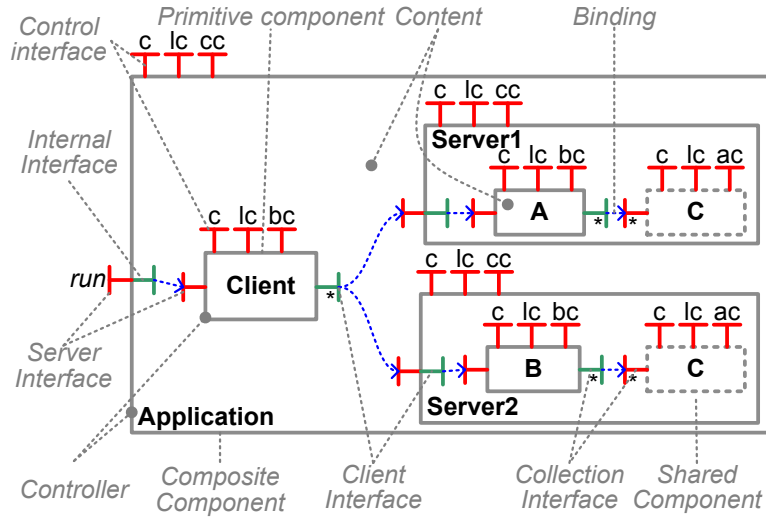 Control
interface
Primitive component
Content
Binding
c lc cc
c lc cc
Server1
Internal
Interface
c lc bc
c lc ac
A
C
* *
c lc bc
c lc cc
run
Client
*
c lc bc
c lc ac
Server
Interface
B
C
* *
Application
Server2
Controller
Composite
Component
Client
Interface
Collection
Interface
Shared
Component